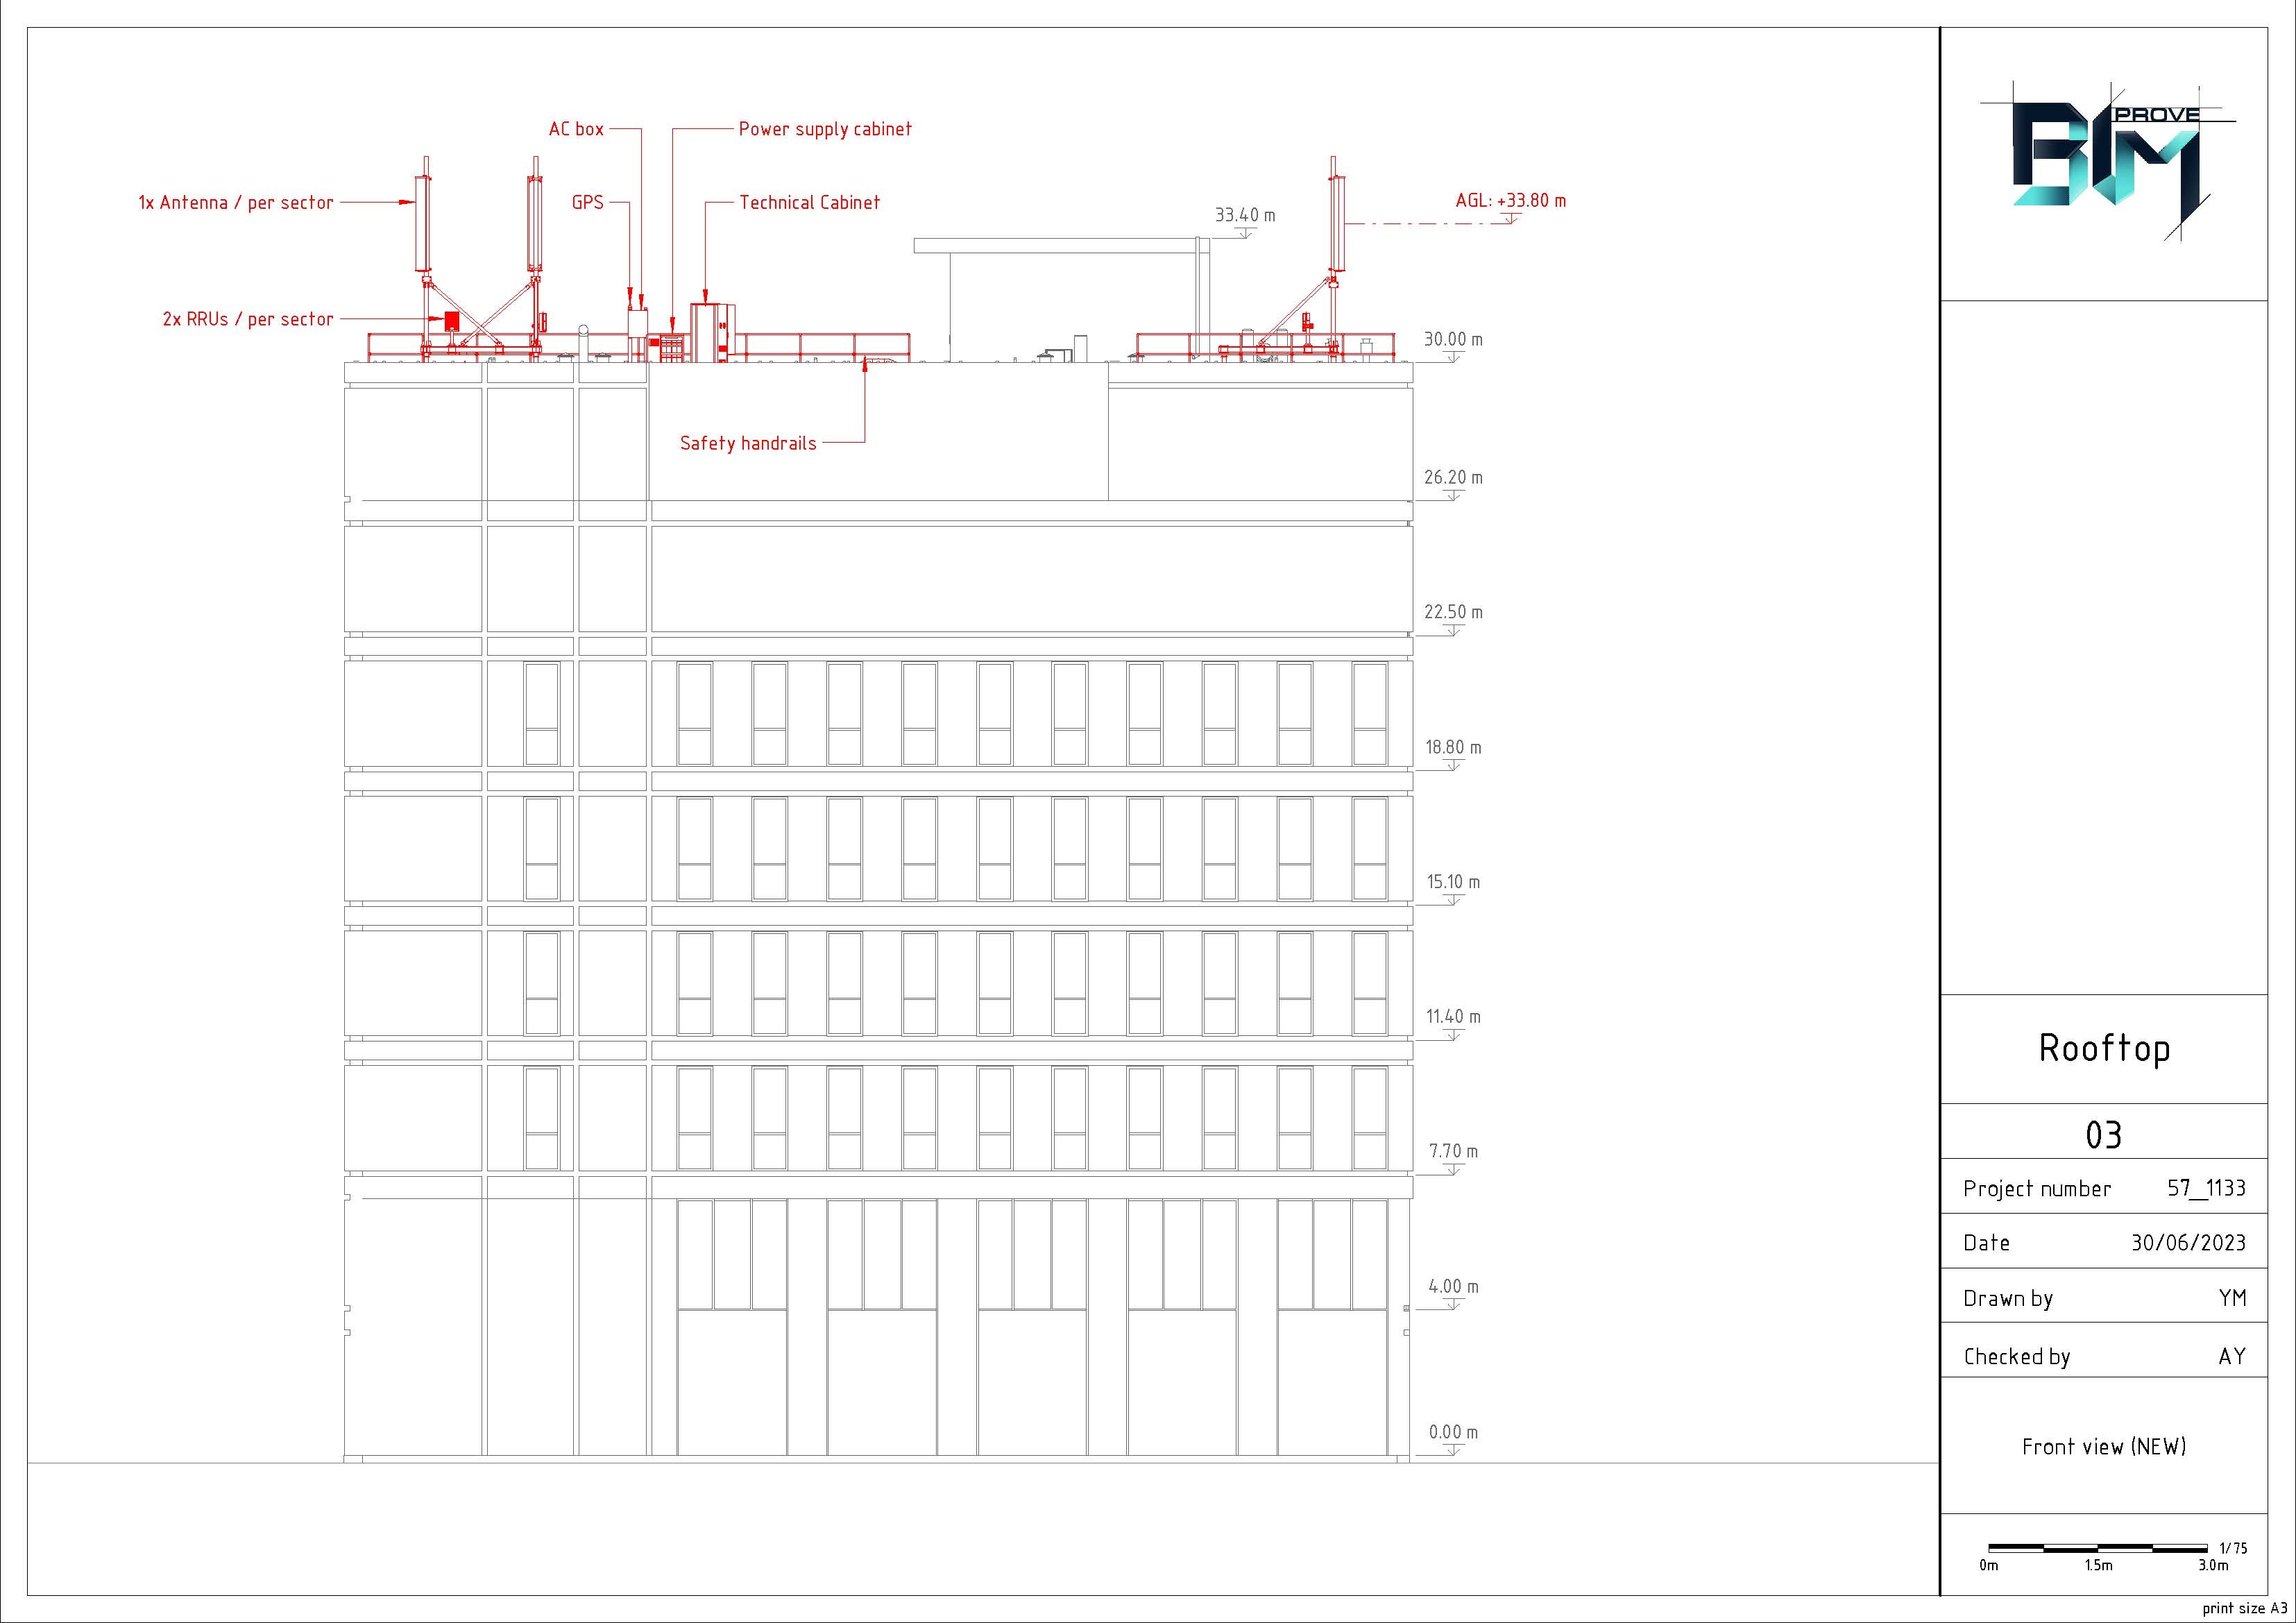 AC box
Power supply cabinet
1x Antenna / per sector
GPS
Technical Cabinet
AGL: +33.80 m
33.40 m
2x RRUs / per sector
30.00 m
Safety handrails
26.20 m
22.50 m
18.80 m
15.10 m
11.40 m
7.70 m
4.00 m
0.00 m
BIM
PROVE
Rooftop
03
Project number 57_1133
Date 30/06/2023
Drawn by YM
Checked by AY
Front view (NEW)
1/75
0m 1.5m 3.0m
print size A3